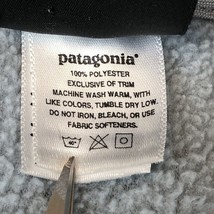 patagonia®
100% POLYESTER
EXCLUSIVE OF TRIM
MACHINE WASH WARM, WITH
LIKE COLORS, TUMBLE DRY LOW.
DO NOT IRON, BLEACH, OR USE
FABRIC SOFTENERS.
40°